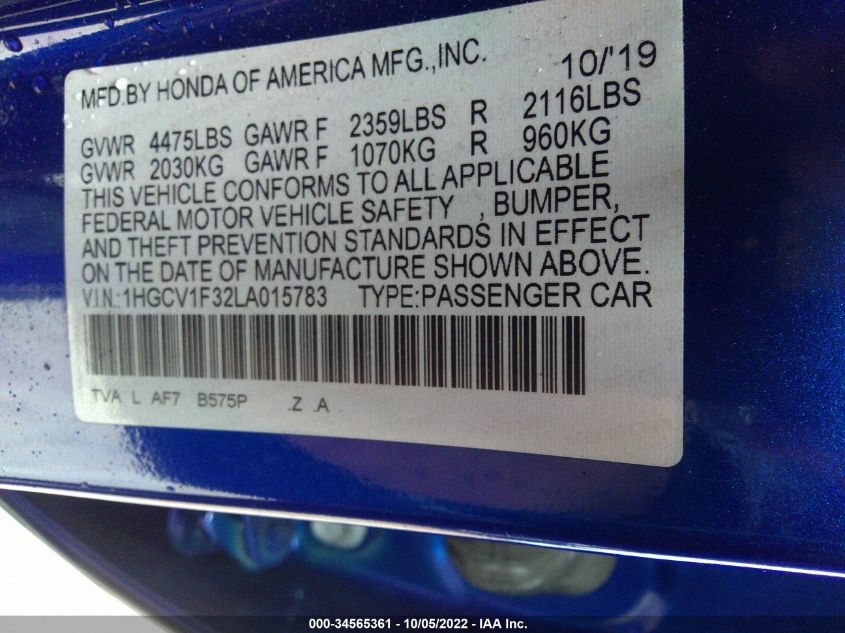 MFD.BY HONDA OF AMERICA MFG.,INC. 10/'19
GVWR 4475LBS GAWR F 2359LBS R 2116LBS
GVWR 2030KG GAWR F 1070KG R 960KG
THIS VEHICLE CONFORMS TO ALL APPLICABLE
FEDERAL MOTOR VEHICLE SAFETY , BUMPER,
AND THEFT PREVENTION STANDARDS IN EFFECT
ON THE DATE OF MANUFACTURE SHOWN ABOVE.
V.I.N.:1HGCV1F32LA015783 TYPE:PASSENGER CAR
TVA L AF7 B575P .Z .A
000-34565361 - 10/05/2022 - IAA Inc.